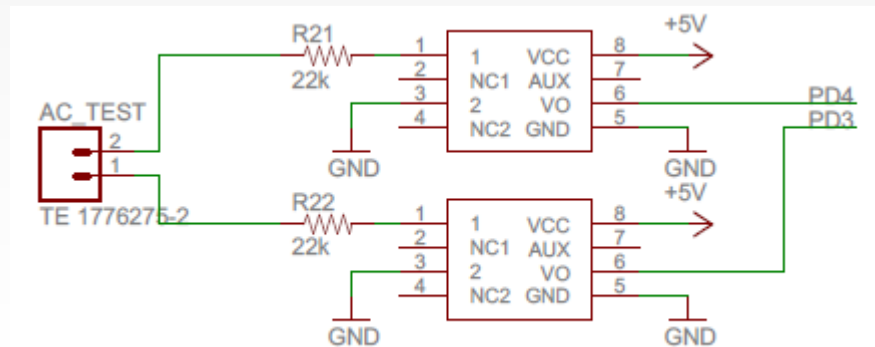 +5V
R21
22k
1 1 VCC 8
2 NC1 AUX 7
3 2 VO 6 PD4
4 NC2 GND 5 PD3
AC_TEST
2
1
TE 1776275-2
GND
GND
+5V
R22
22k
1 1 VCC 8
2 NC1 AUX 7
3 2 VO 6
4 NC2 GND 5
GND
GND